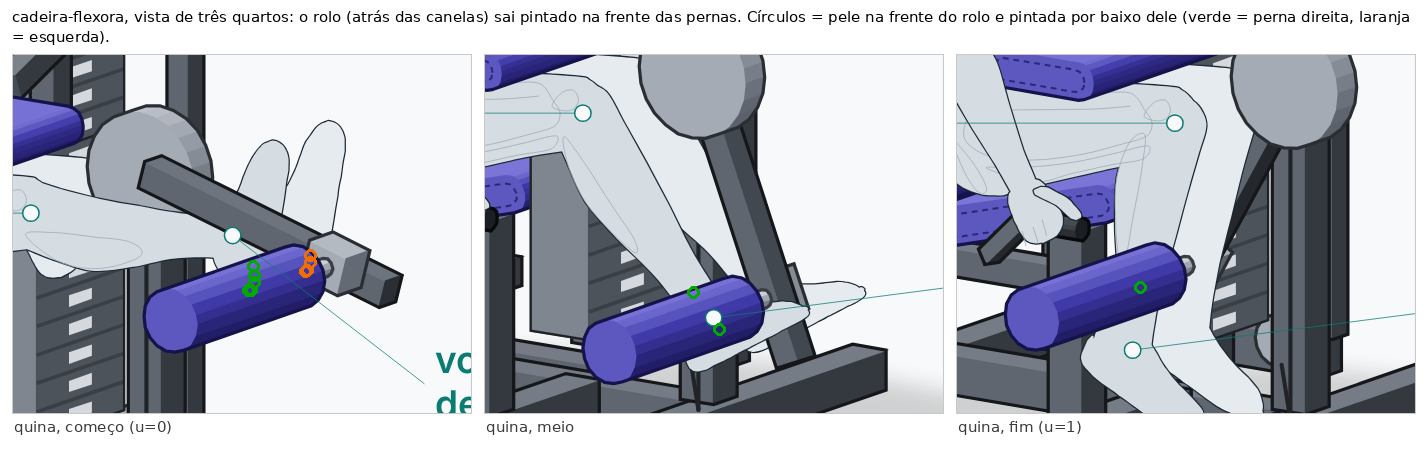 cadeira-flexora, vista de três quartos: o rolo (atrás das canelas) sai pintado na frente das pernas. Círculos = pele na frente do rolo e pintada por baixo dele (verde = perna direita, laranja
= esquerda).
vo
de
quina, começo (u=0)
quina, meio
quina, fim (u=1)